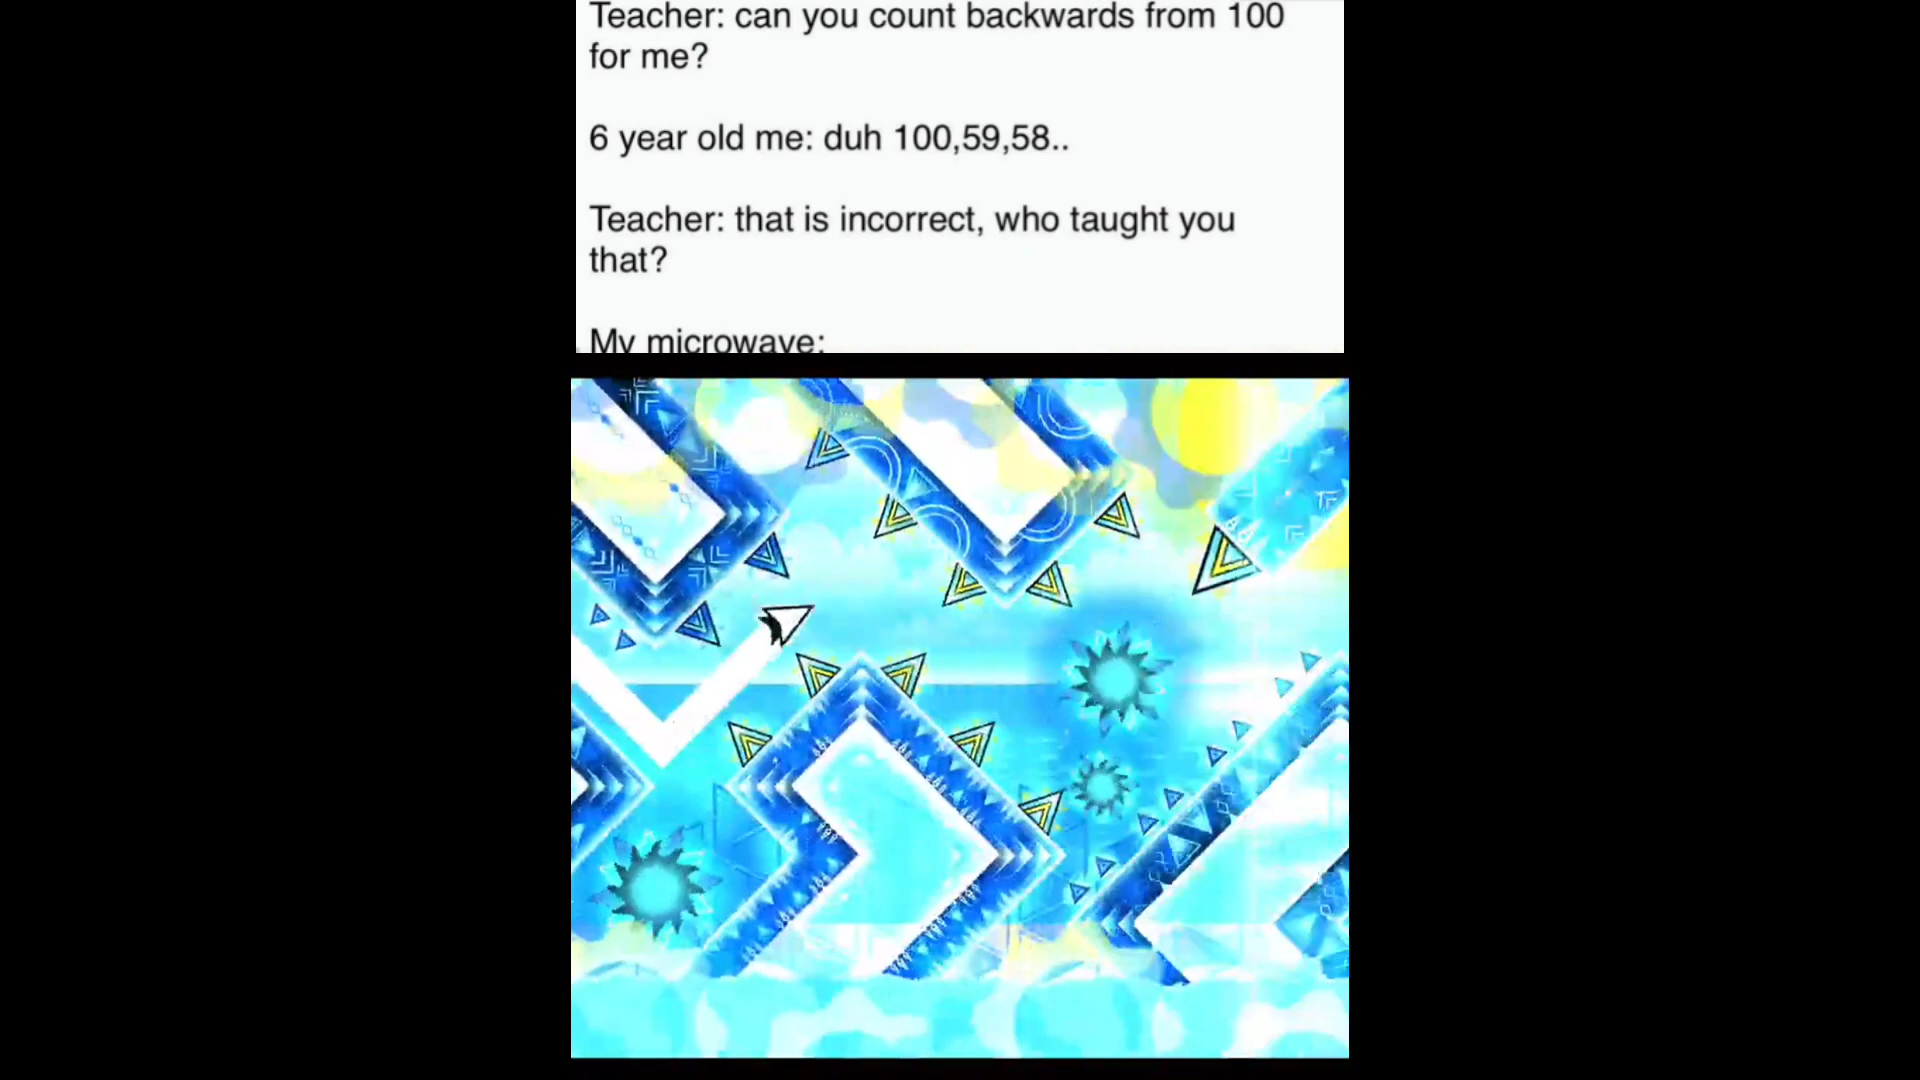 Teacher: can you count backwards from 100
for me?
6 year old me: duh 100,59,58..
Teacher: that is incorrect, who taught you
that?
My microwave: